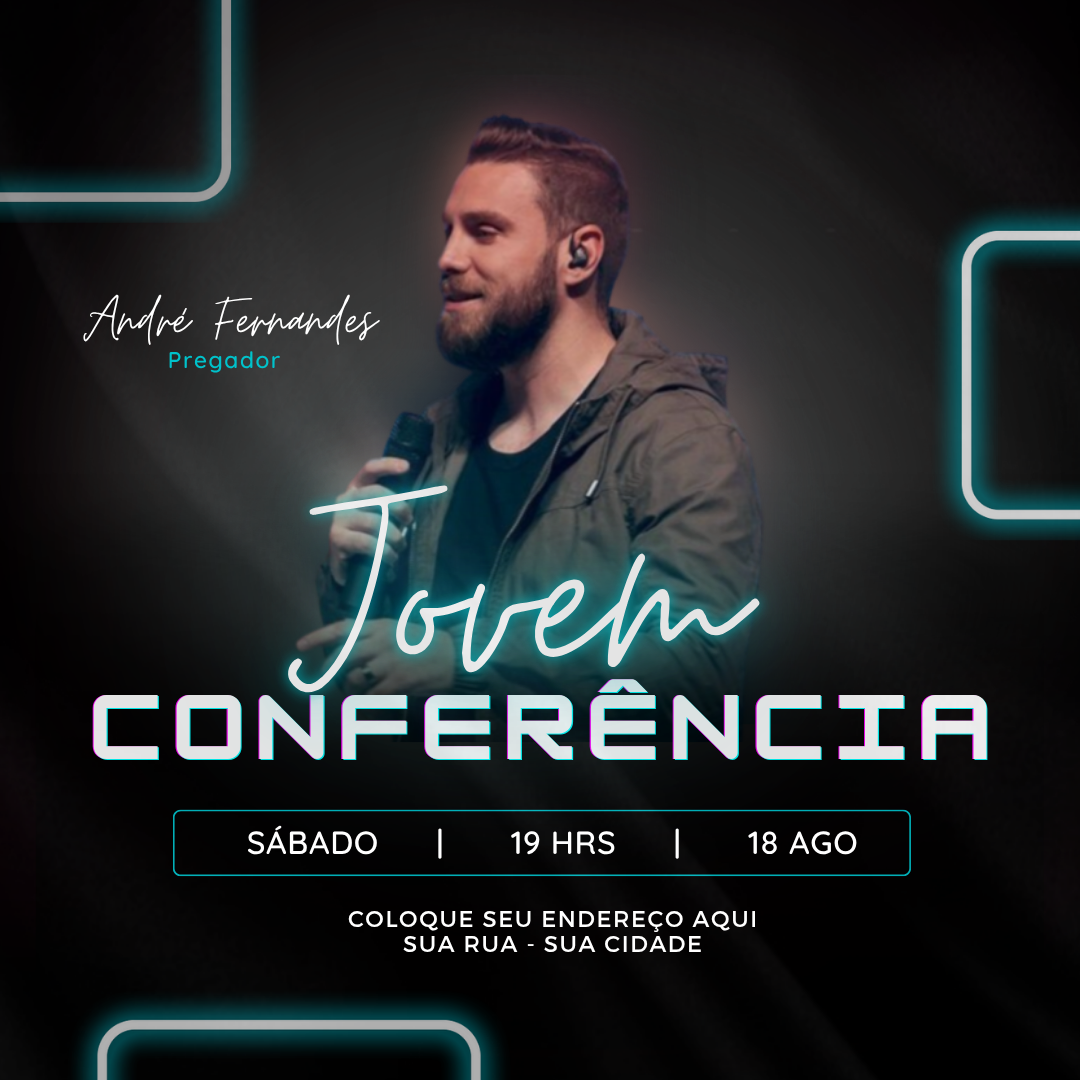 André Fernandes
Pregador
Jovem
CONFERÊNCIA
SÁBADO | 19 HRS | 18 AGO
COLOQUE SEU ENDEREÇO AQUI
SUA RUA - SUA CIDADE